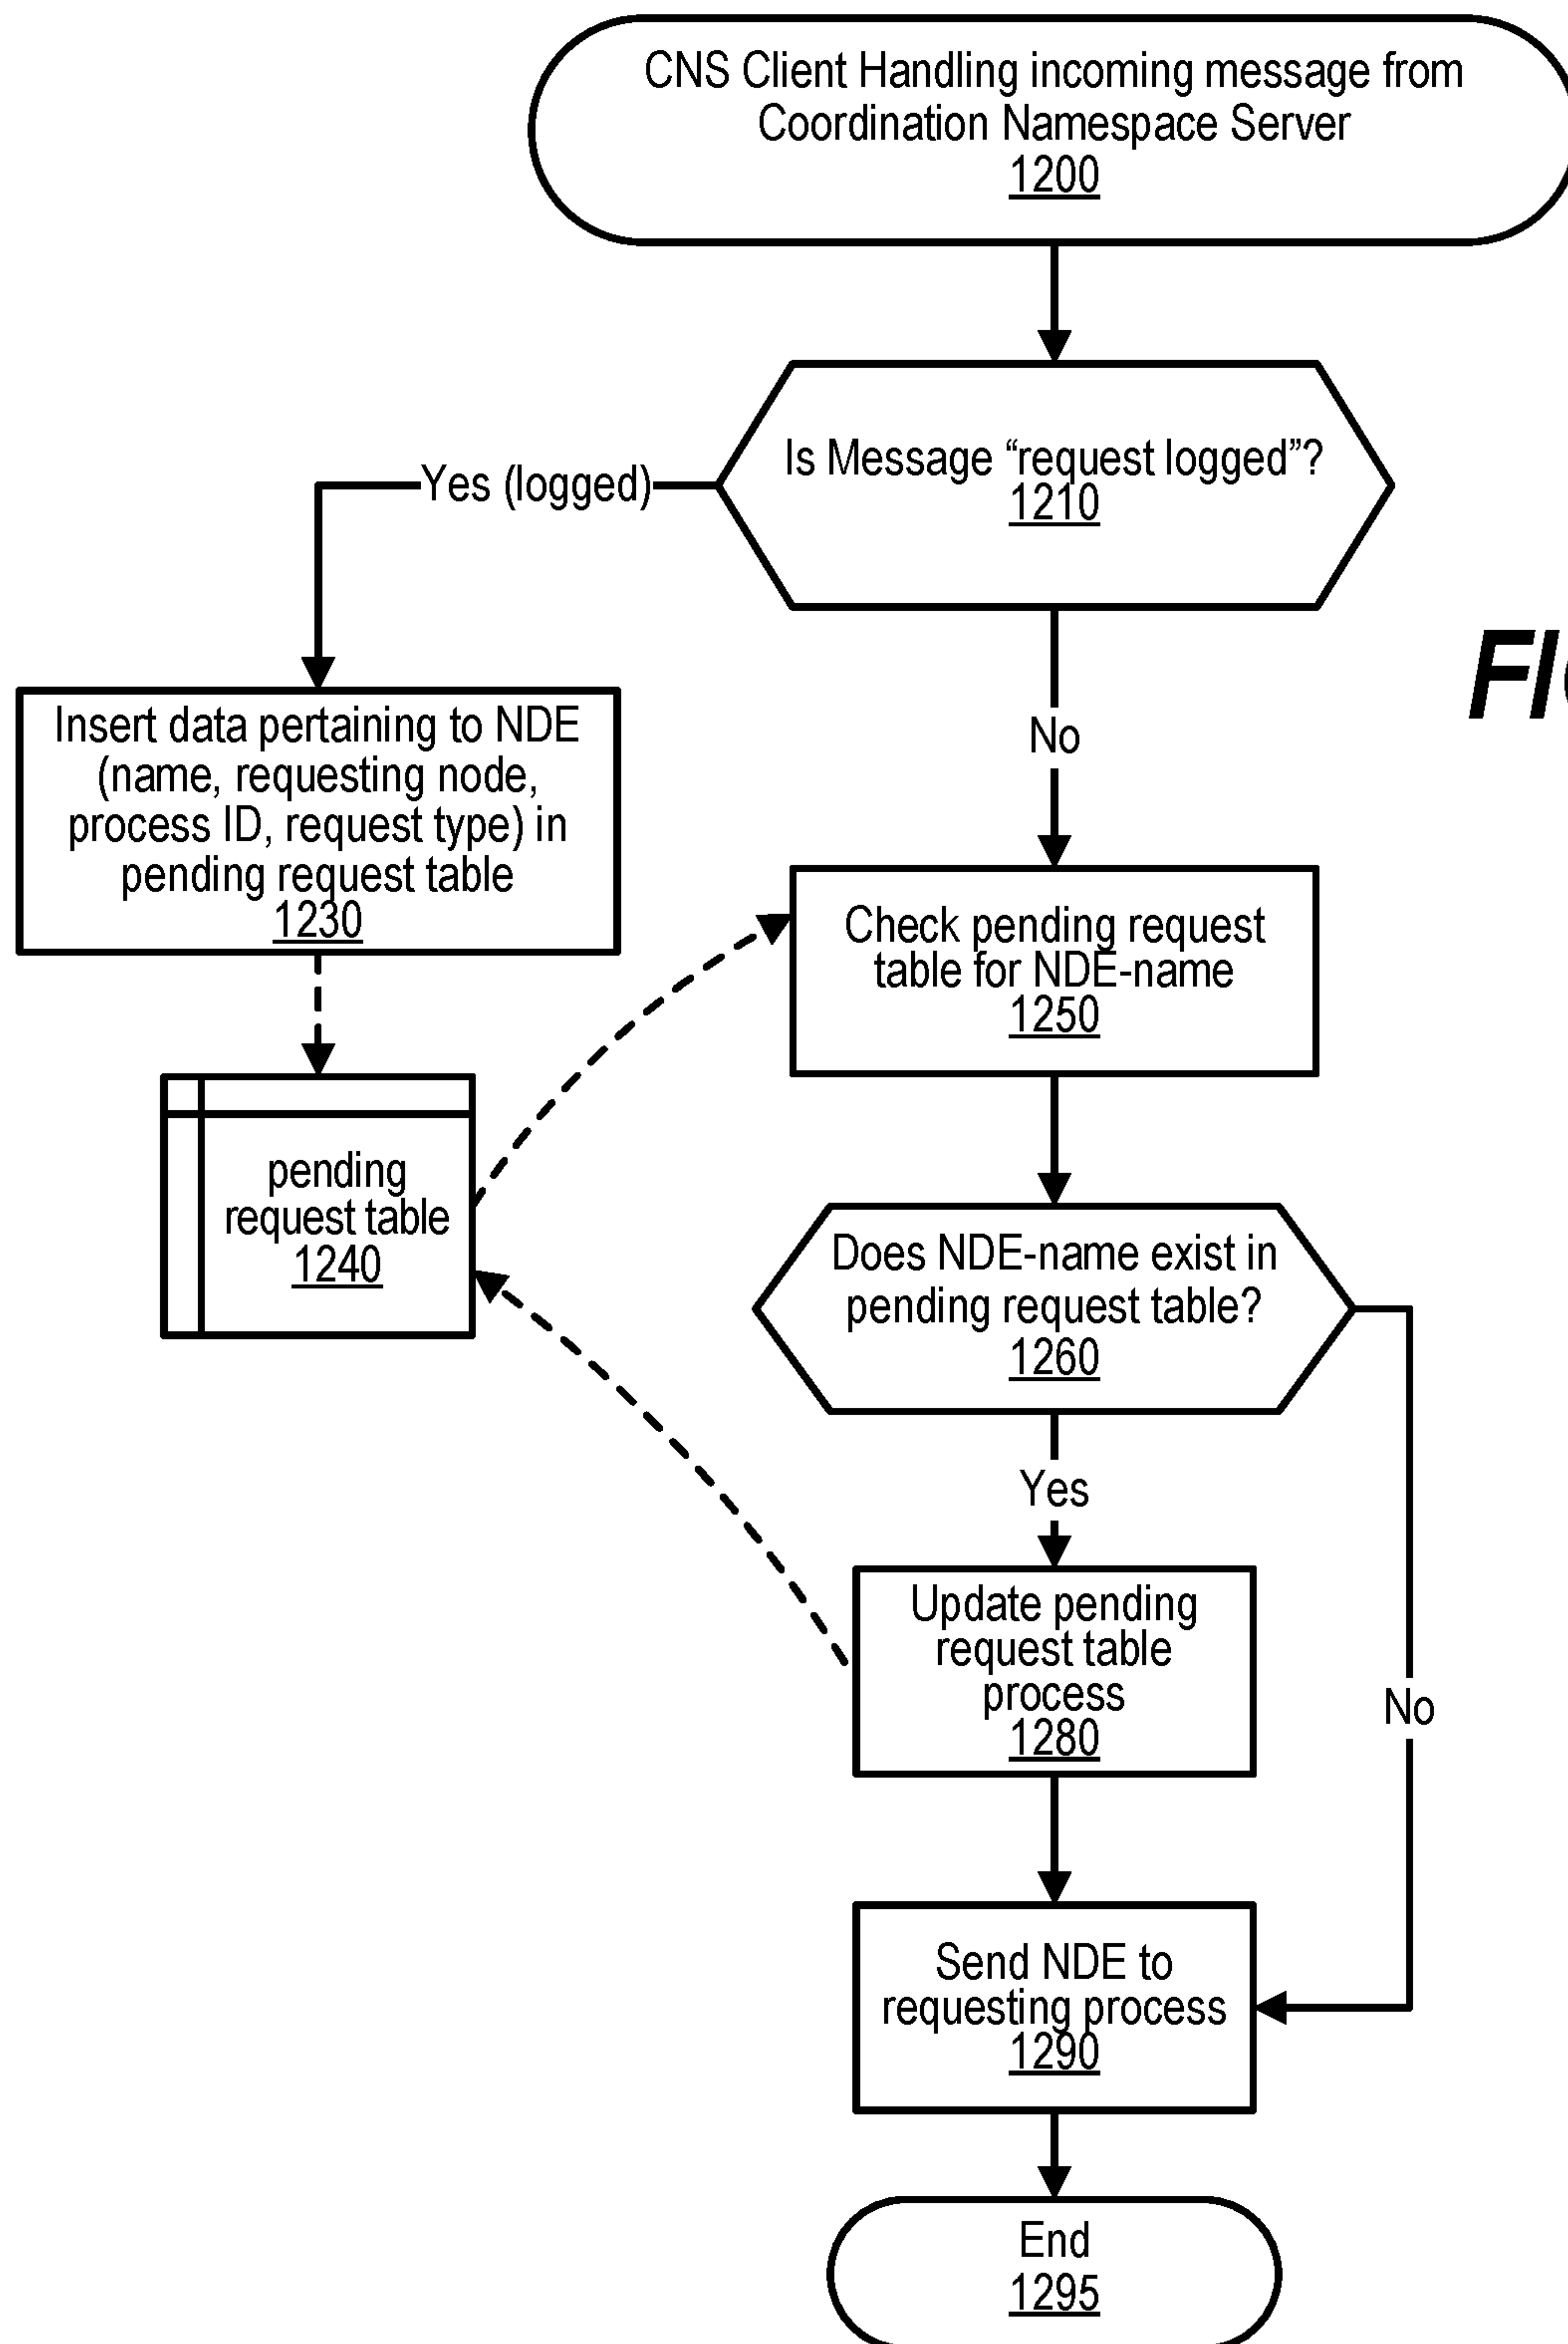 CNS Client Handling incoming message from
Coordination Namespace Server
1200
Is Message “request logged”?
1210
Yes (logged)
No
Insert data pertaining to NDE
(name, requesting node,
process ID, request type) in
pending request table
1230
Check pending request
table for NDE-name
1250
pending
request table
1240
Does NDE-name exist in
pending request table?
1260
Yes
No
Update pending
request table
process
1280
Send NDE to
requesting process
1290
End
1295